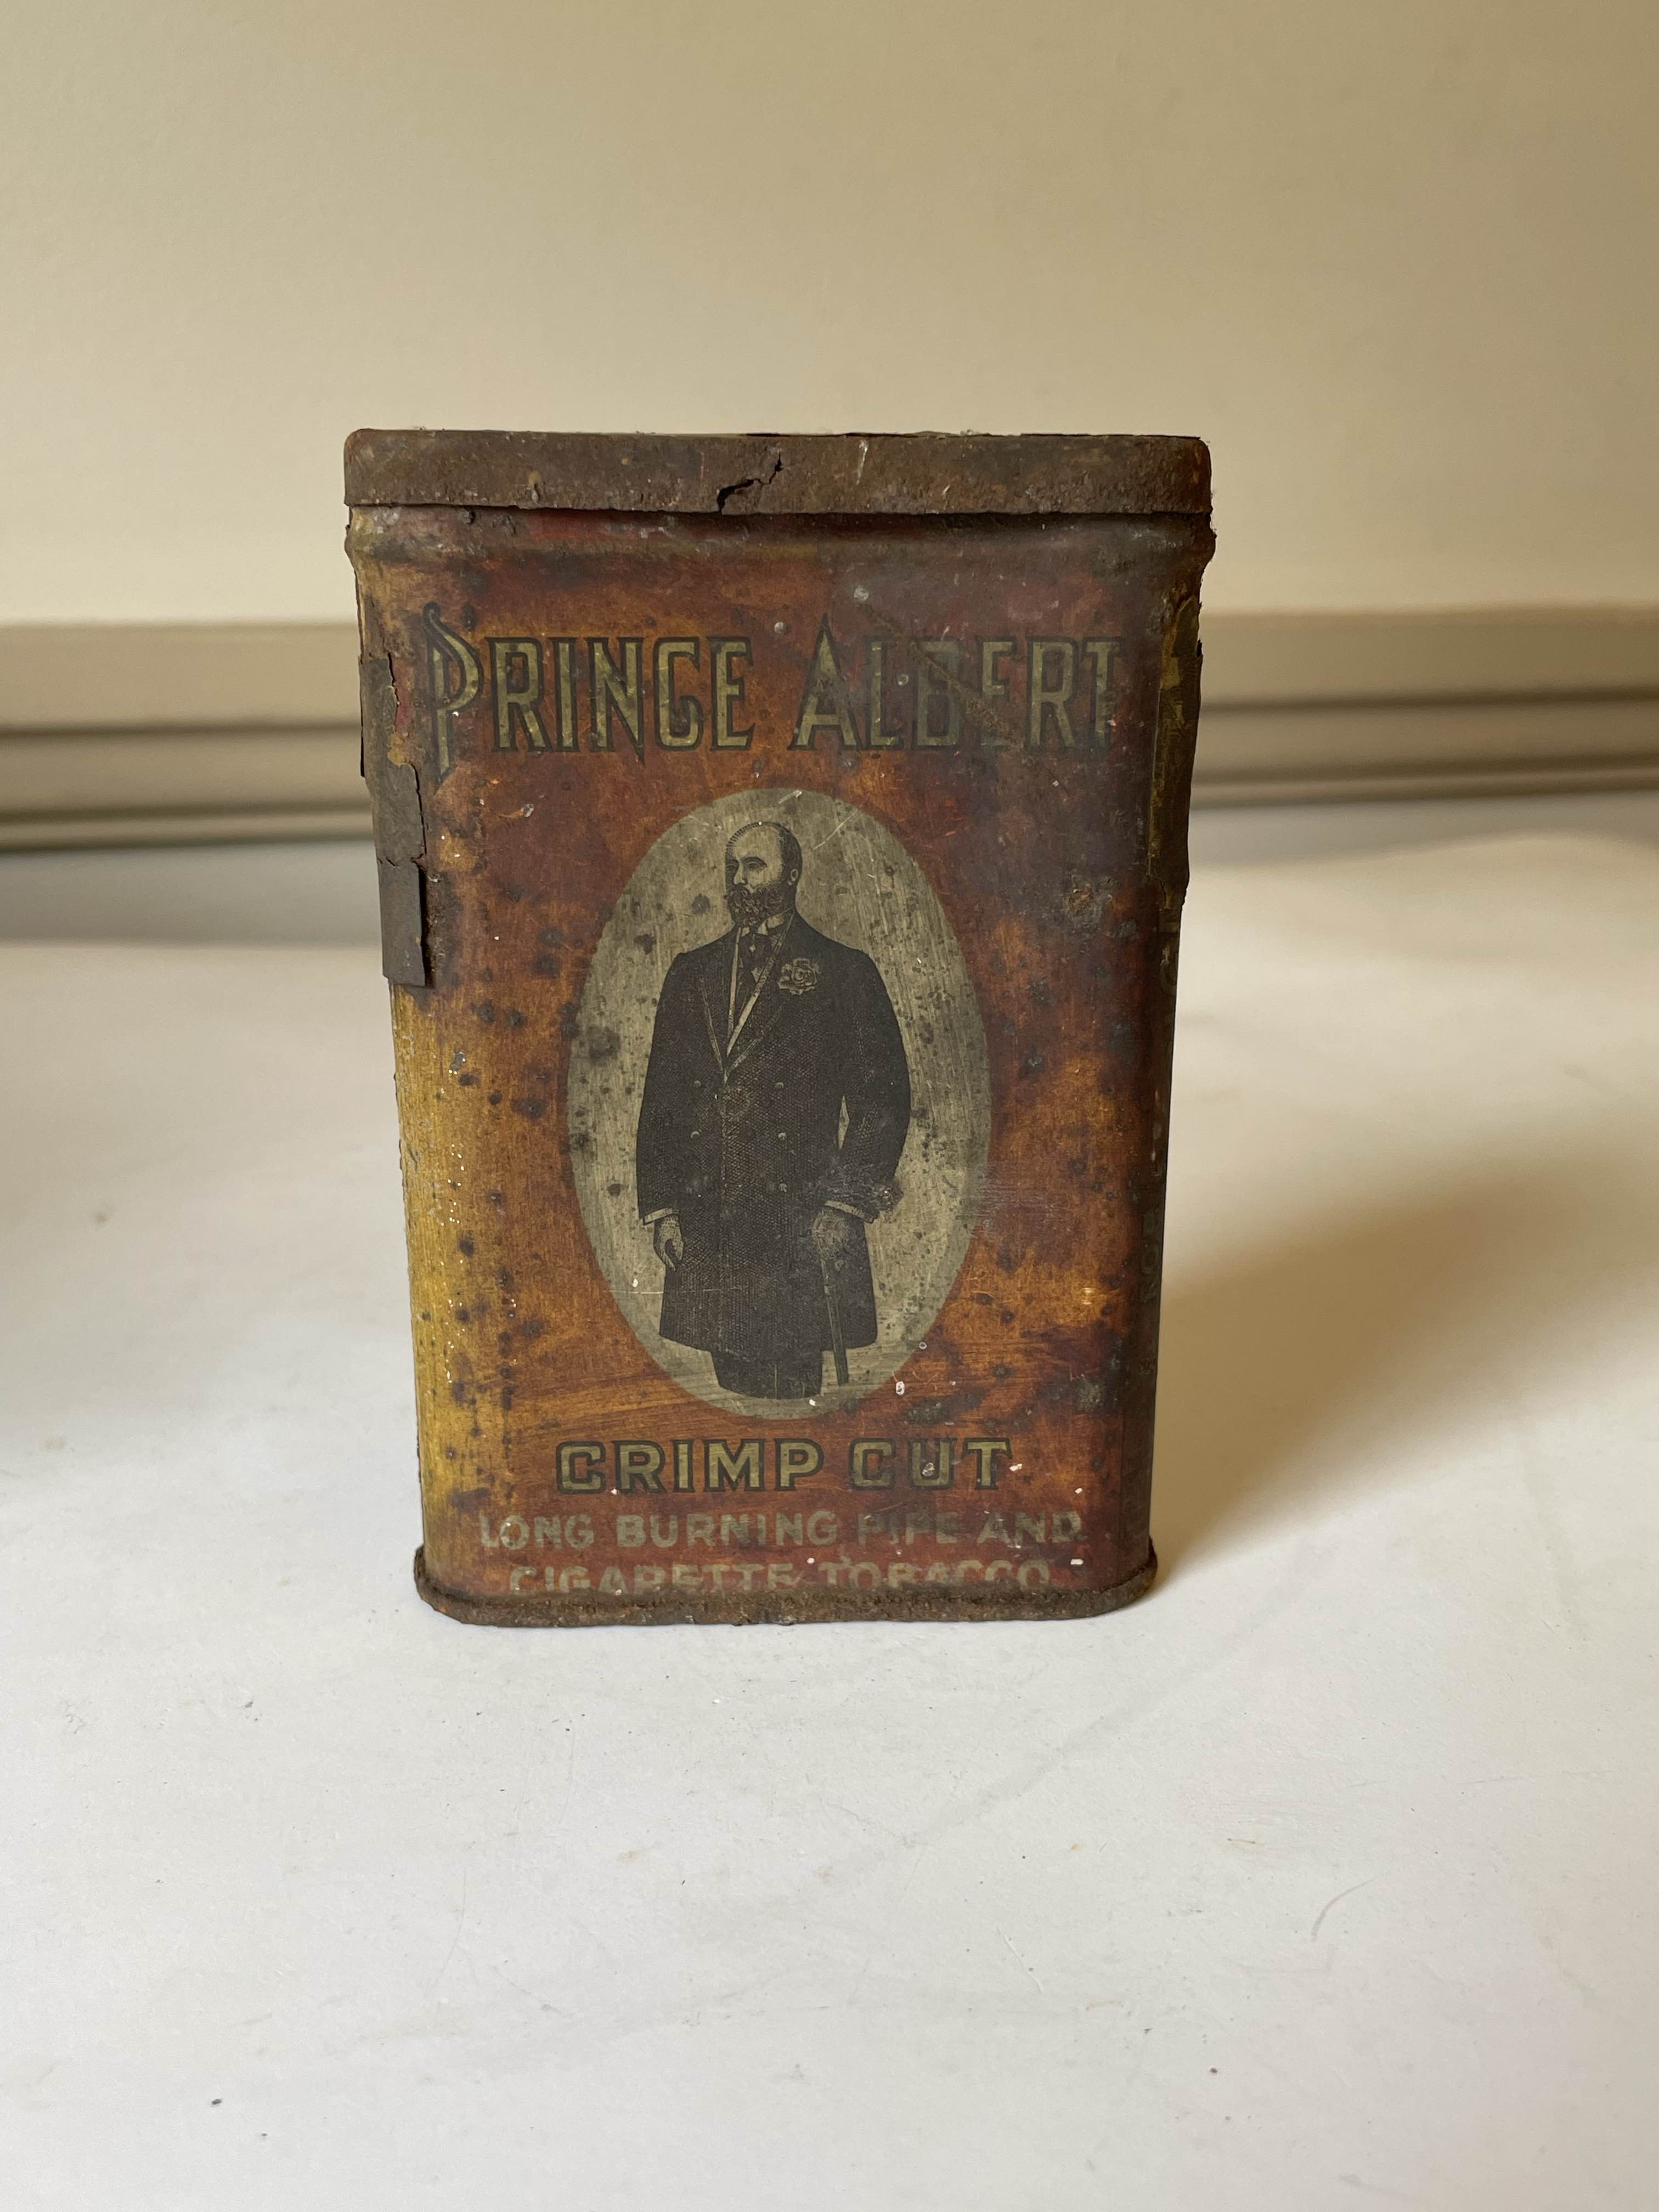 PRINCE ALBERT
CRIMP CUT
LONG BURNING PIPE AND
CIGARETTE TOBACCO